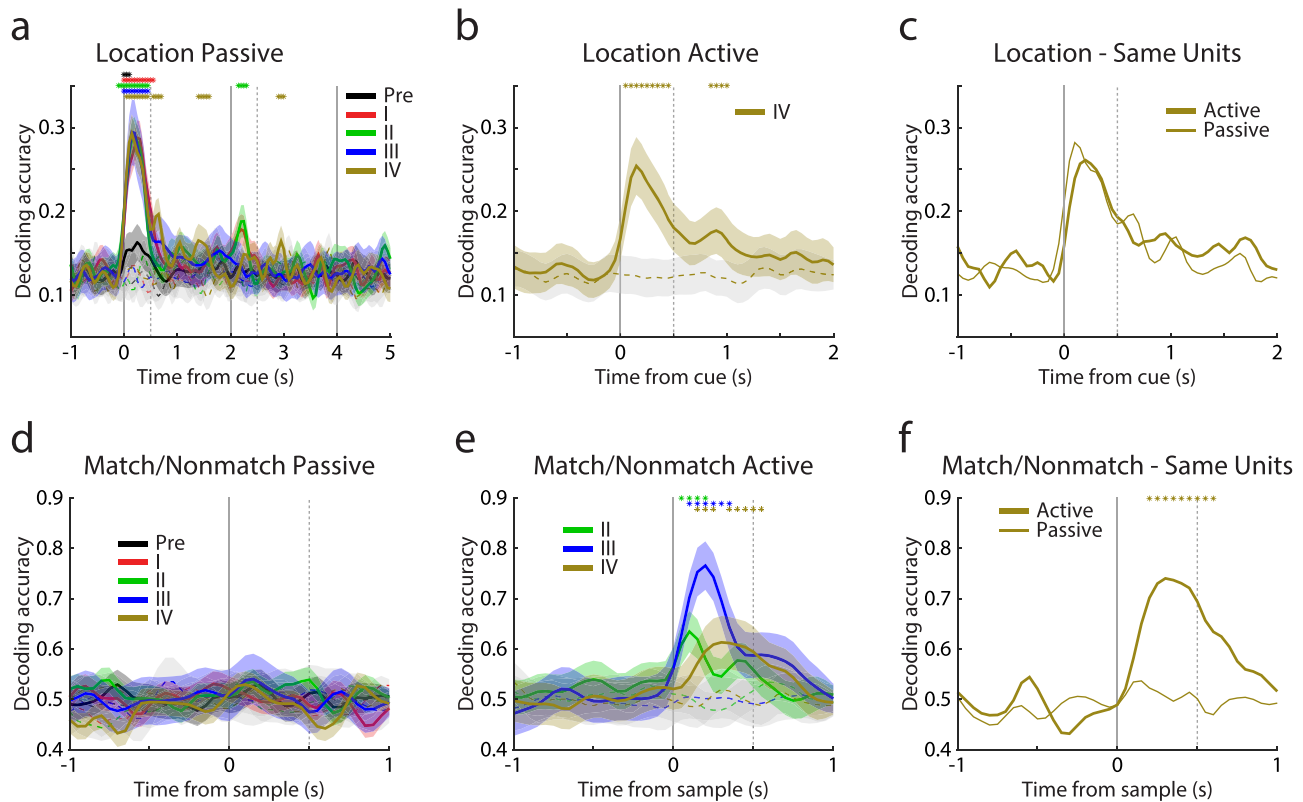 a
Location Passive
Decoding accuracy
0.3
0.2
0.1
Pre
I
II
III
IV
-1 0 1 2 3 4 5
Time from cue (s)
b
Location Active
Decoding accuracy
0.3
0.2
0.1
IV
-1 0 1 2
Time from cue (s)
c
Location - Same Units
Decoding accuracy
0.3
0.2
0.1
Active
Passive
-1 0 1 2
Time from cue (s)
d
Match/Nonmatch Passive
Decoding accuracy
0.9
0.8
0.7
0.6
0.5
0.4
Pre
I
II
III
IV
-1 0 1
Time from sample (s)
e
Match/Nonmatch Active
Decoding accuracy
0.9
0.8
0.7
0.6
0.5
0.4
II
III
IV
-1 0 1
Time from sample (s)
f
Match/Nonmatch - Same Units
Decoding accuracy
0.9
0.8
0.7
0.6
0.5
0.4
Active
Passive
-1 0 1
Time from sample (s)